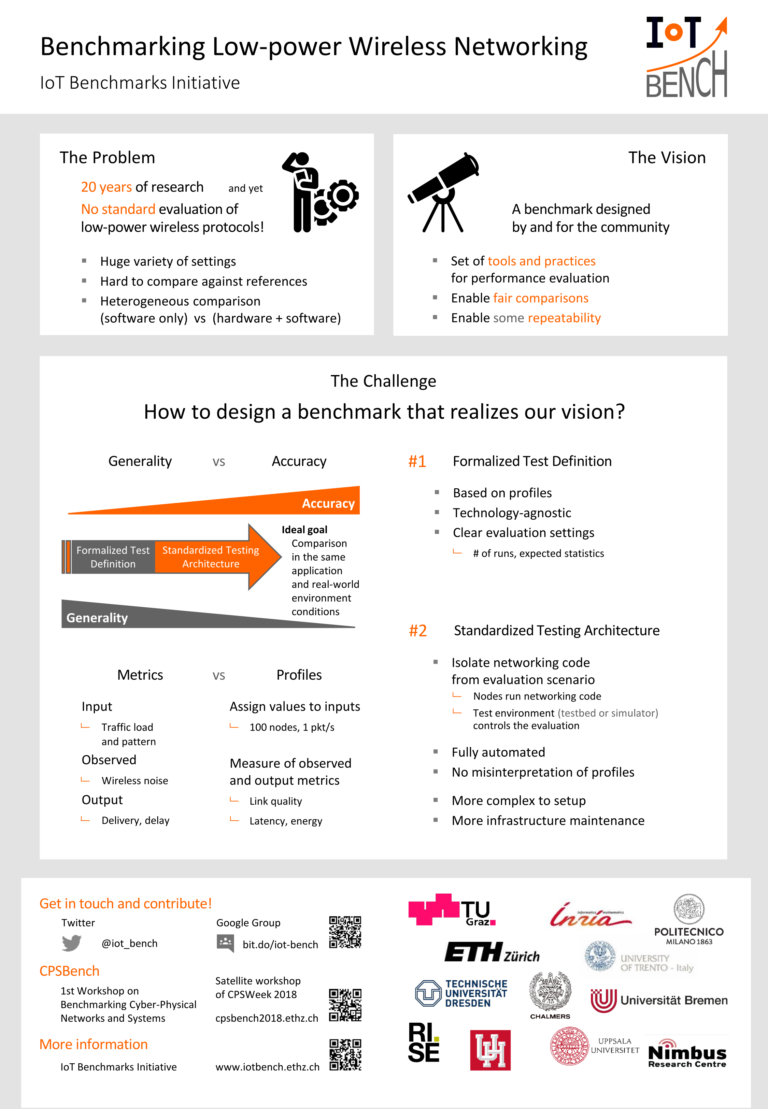 Benchmarking Low-power Wireless Networking
IoT Benchmarks Initiative
IoT
BENCH
The Problem
20 years of research and yet
No standard evaluation of
low-power wireless protocols!
Huge variety of settings
Hard to compare against references
Heterogeneous comparison
(software only) vs (hardware + software)
The Vision
A benchmark designed
by and for the community
Set of tools and practices
for performance evaluation
Enable fair comparisons
Enable some repeatability
The Challenge
How to design a benchmark that realizes our vision?
Generality vs Accuracy
Accuracy
Formalized Test
Definition
Standardized Testing
Architecture
Ideal goal
Comparison
in the same
application
and real-world
environment
conditions
Generality
Metrics vs Profiles
Input
Traffic load
and pattern
Observed
Wireless noise
Output
Delivery, delay
Assign values to inputs
100 nodes, 1 pkt/s
Measure of observed
and output metrics
Link quality
Latency, energy
#1 Formalized Test Definition
Based on profiles
Technology-agnostic
Clear evaluation settings
# of runs, expected statistics
#2 Standardized Testing Architecture
Isolate networking code
from evaluation scenario
Nodes run networking code
Test environment (testbed or simulator)
controls the evaluation
Fully automated
No misinterpretation of profiles
More complex to setup
More infrastructure maintenance
Get in touch and contribute!
Twitter
@iot_bench
Google Group
bit.do/iot-bench
CPSBench
1st Workshop on
Benchmarking Cyber-Physical
Networks and Systems
Satellite workshop
of CPSWeek 2018
cpsbench2018.ethz.ch
More information
IoT Benchmarks Initiative
www.iotbench.ethz.ch
TU
Graz
Inria
POLITECNICO
MILANO 1863
ETH Zürich
UNIVERSITY
OF TRENTO - Italy
TECHNISCHE
UNIVERSITÄT
DRESDEN
CHALMERS
Universität Bremen
RI.
SE
UH
UPPSALA
UNIVERSITET
Nimbus
Research Centre